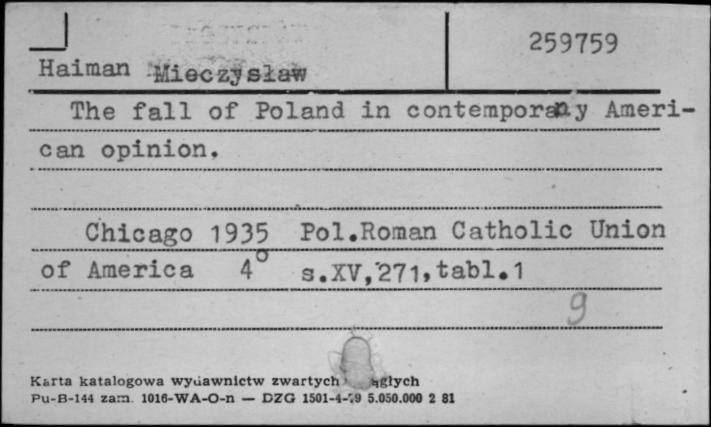 259759
Haiman Mieczysław
The fall of Poland in contemporany Ameri-
can opinion.
Chicago 1935 Pol.Roman Catholic Union
of America 4° s.XV,271,tabl.1
9
Karta katalogowa wydawnictw zwartych
Pu-B-144 zam. 1016-WA-O-n — DZG 1501-4- 5.050.000 2 81